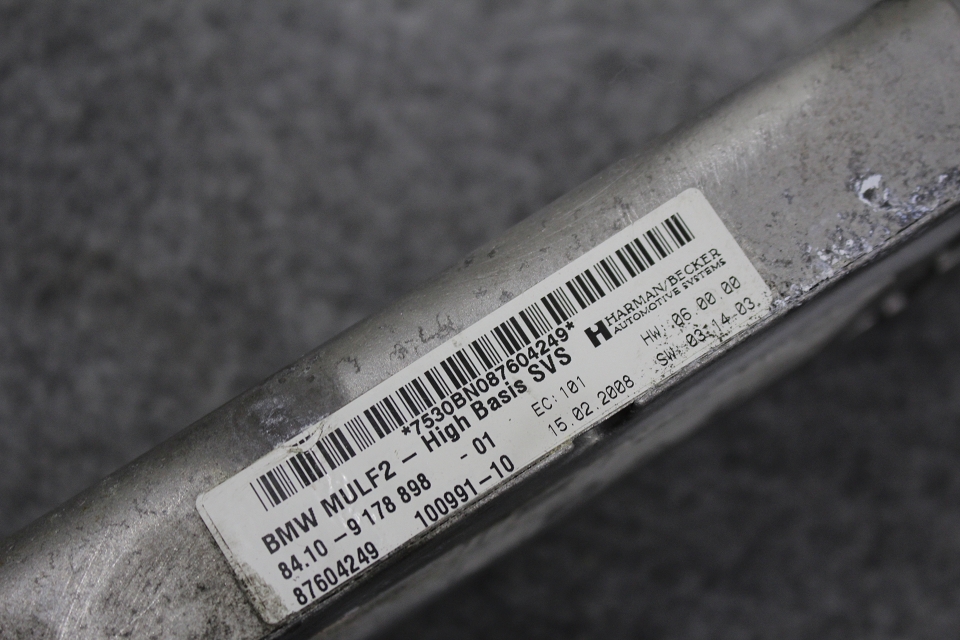 *7530BN087604249*
BMW MULF2 – High Basis SVS
84.10 – 9 178 898 - 01
87604249 100991–10
EC: 101
15.02.2008
H HARMAN/BECKER
AUTOMOTIVE SYSTEMS
HW: 06.00.00
SW: 03.14.03